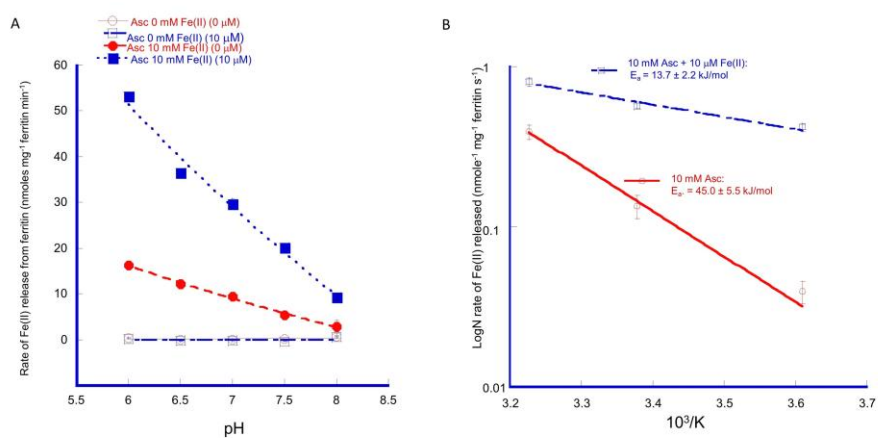 A
Asc 0 mM Fe(II) (0 μM)
Asc 0 mM Fe(II) (10 μM)
Asc 10 mM Fe(II) (0 μM)
Asc 10 mM Fe(II) (10 μM)
Rate of Fe(II) release from ferritin (nmoles mg⁻¹ ferritin min⁻¹)
60
50
40
30
20
10
0
5.5 6 6.5 7 7.5 8 8.5
pH
B
LogN rate of Fe(II) released (nmole⁻¹ mg⁻¹ ferritin s⁻¹)
1
0.1
0.01
10 mM Asc + 10 μM Fe(II):
Eₐ = 13.7 ± 2.2 kJ/mol
10 mM Asc:
Eₐ₌ = 45.0 ± 5.5 kJ/mol
3.2 3.3 3.4 3.5 3.6 3.7
10³/K